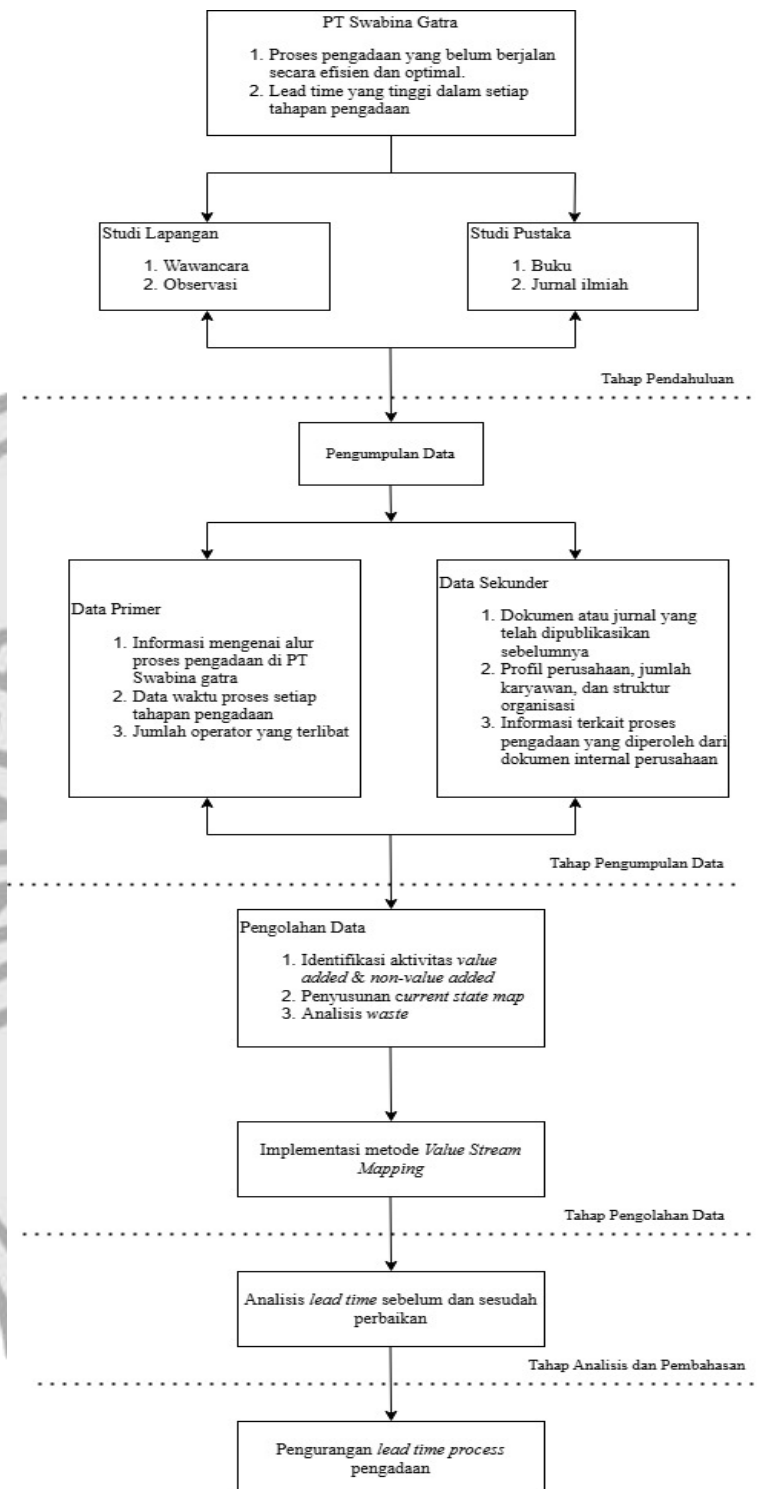 PT Swabina Gatra
1. Proses pengadaan yang belum berjalan
secara efisien dan optimal.
2. Lead time yang tinggi dalam setiap
tahapan pengadaan
Studi Lapangan
1. Wawancara
2. Observasi
Studi Pustaka
1. Buku
2. Jurnal ilmiah
Tahap Pendahuluan
Pengumpulan Data
Data Primer
1. Informasi mengenai alur
proses pengadaan di PT
Swabina gatra
2. Data waktu proses setiap
tahapan pengadaan
3. Jumlah operator yang terlibat
Data Sekunder
1. Dokumen atau jurnal yang
telah dipublikasikan
sebelumnya
2. Profil perusahaan, jumlah
karyawan, dan struktur
organisasi
3. Informasi terkait proses
pengadaan yang diperoleh dari
dokumen internal perusahaan
Tahap Pengumpulan Data
Pengolahan Data
1. Identifikasi aktivitas value
added & non-value added
2. Penyusunan current state map
3. Analisis waste
Implementasi metode Value Stream
Mapping
Tahap Pengolahan Data
Analisis lead time sebelum dan sesudah
perbaikan
Tahap Analisis dan Pembahasan
Pengurangan lead time process
pengadaan